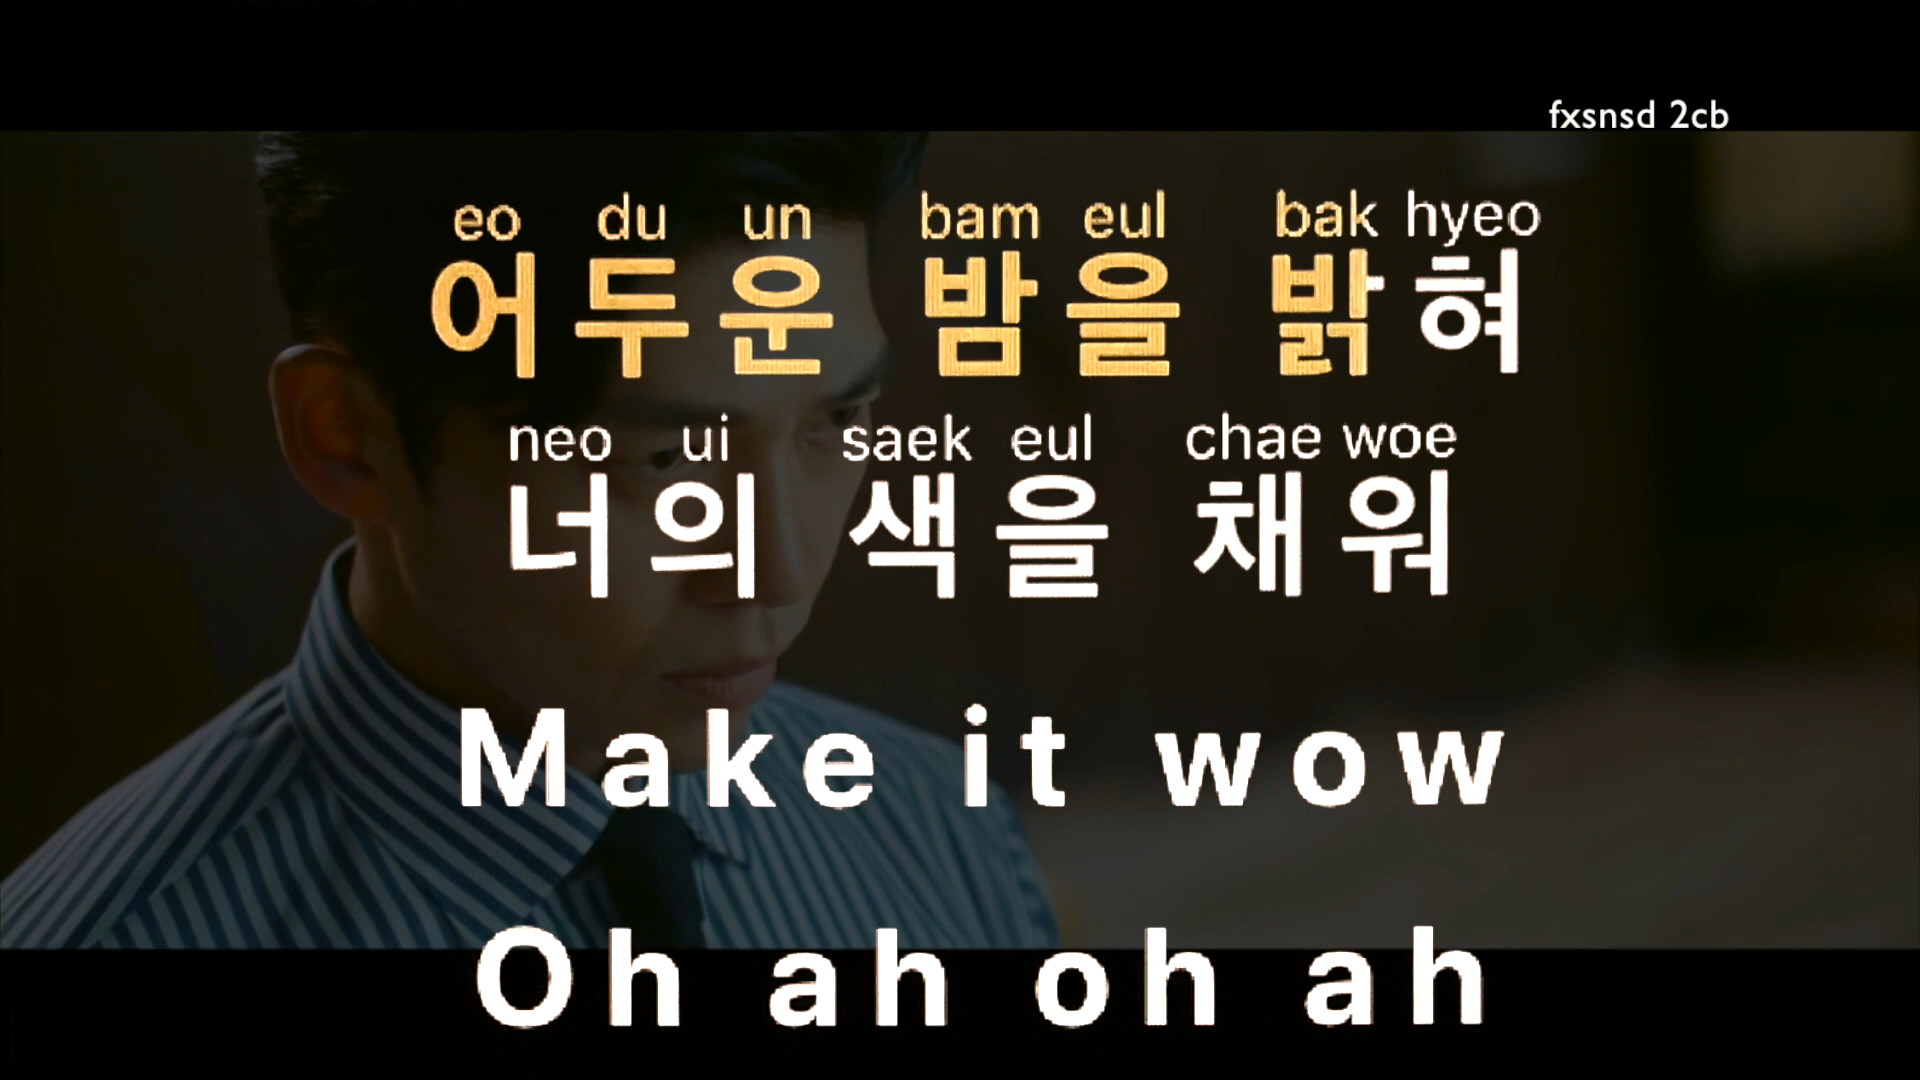 fxsnsd 2cb
eo du un bam eul bak hyeo
어두운 밤을 밝혀
neo ui saek eul chae woe
너의 색을 채워
Make it wow
Oh ah oh ah